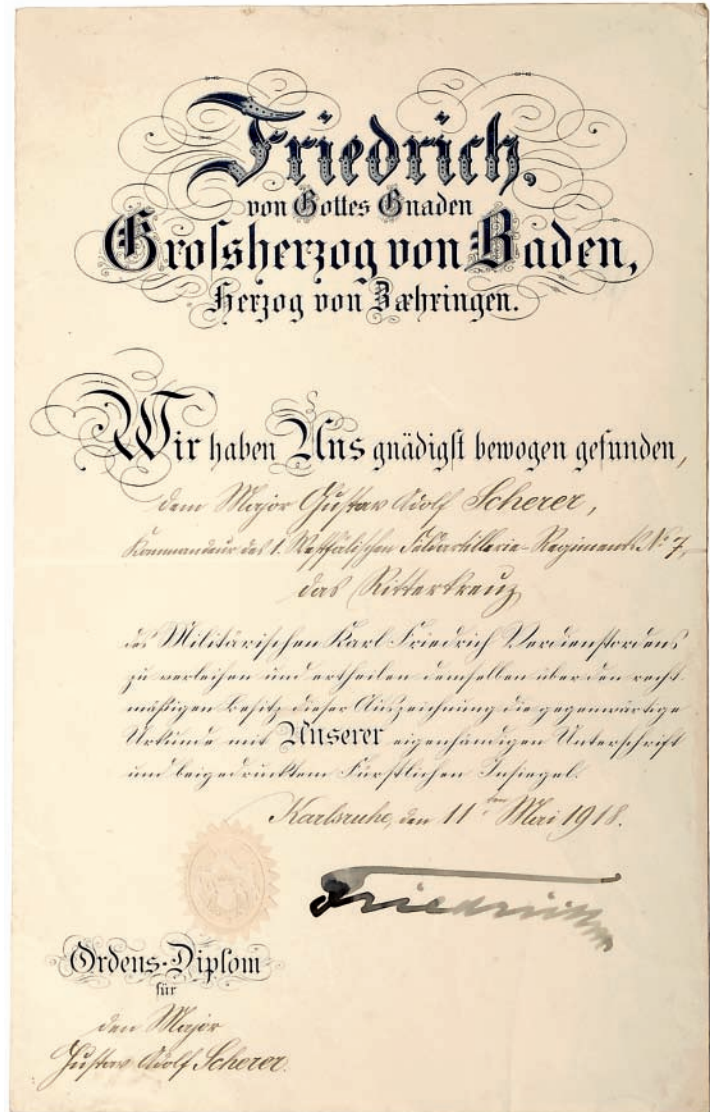 Friedrich,
von Gottes Gnaden
Grossherzog von Baden,
Herzog von Zæhringen.
Wir haben Uns gnädigst bewogen gefunden,
dem Major Gustav Adolf Scherer,
Kommandeur des 1. Westfälischen Feldartillerie-Regiments No. 7,
das Ritterkreuz
des Militärischen Karl Friedrich Verdienstordens
zu verleihen und ertheilen demselben über den recht-
mäßigen Besitz dieser Auszeichnung die gegenwärtige
Urkunde mit Unserer eigenhändigen Unterschrift
und beigedrucktem Fürstlichen Insiegel.
Karlsruhe, den 11ten Mai 1918.
Friedrich
Ordens-Diplom
für
den Major
Gustav Adolf Scherer.